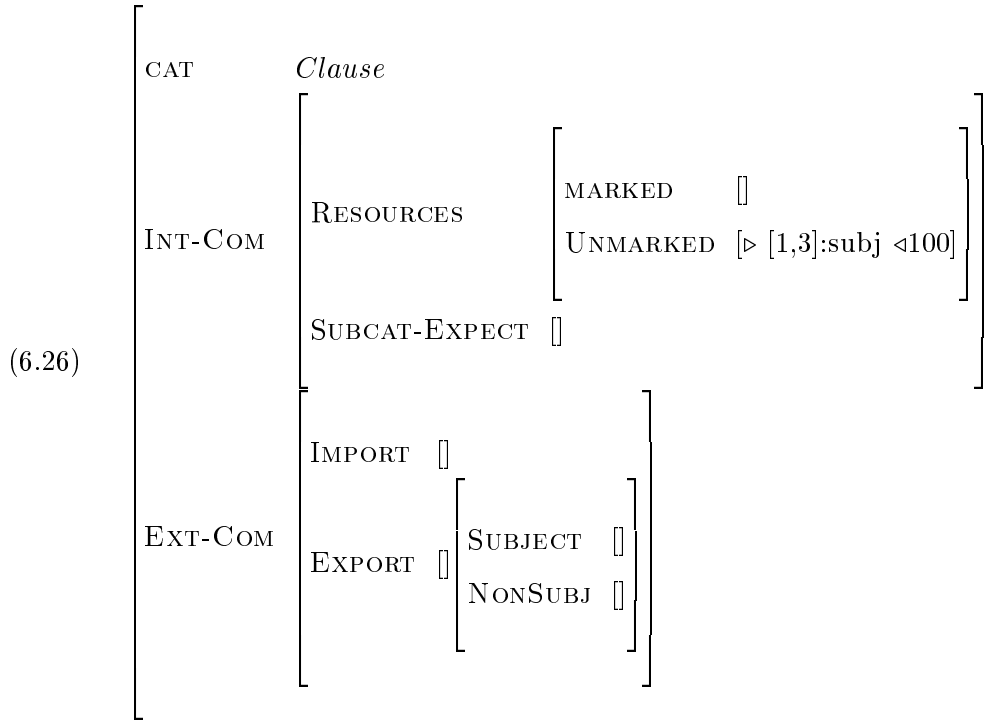 CAT Clause
MARKED []
RESOURCES
INT-COM UNMARKED [▹ [1,3]:subj ◃100]
SUBCAT-EXPECT []
(6.26)
IMPORT []
EXT-COM SUBJECT []
EXPORT []
NONSUBJ []